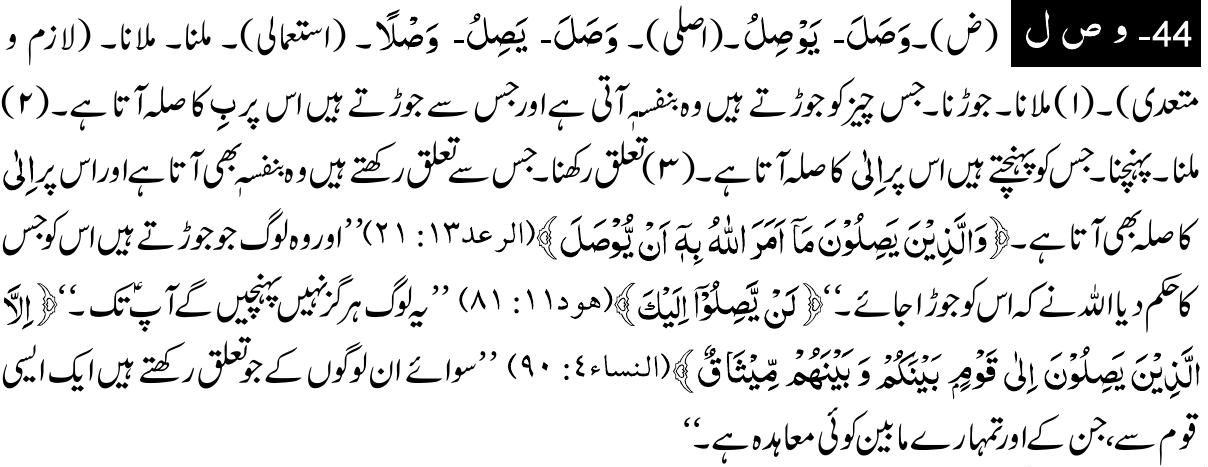 44- و ص ل (ض)۔وَصَلَ- یَوْصِلُ۔(اصلی)۔ وَصَلَ- یَصِلُ- وَصْلًا۔ (استعمالی)۔ ملنا۔ ملانا۔ (لازم و
متعدی)۔(۱) ملانا۔ جوڑنا۔جس چیز کو جوڑتے ہیں وہ بنفسہٖ آتی ہے اور جس سے جوڑتے ہیں اس پر بِ کا صلہ آتا ہے۔(۲)
ملنا۔ پہنچنا۔جس کو پہنچتے ہیں اس پر اِلٰی کا صلہ آتا ہے۔(۳) تعلق رکھنا۔جس سے تعلق رکھتے ہیں وہ بنفسہٖ بھی آتا ہے اور اس پر اِلٰی
کا صلہ بھی آتا ہے۔﴿ وَالَّذِیْنَ یَصِلُوْنَ مَاۤ اَمَرَ اللّٰهُ بِهٖۤ اَنْ یُّوْصَلَ ﴾(الرعد۱۳: ۲۱)’’اور وہ لوگ جو جوڑتے ہیں اس کو جس
کا حکم دیا اللہ نے کہ اس کو جوڑا جائے۔‘‘﴿ لَنْ یَّصِلُوْۤا اِلَیْكَ ﴾(هود۱۱: ۸۱) ’’یہ لوگ ہرگز نہیں پہنچیں گے آپؑ تک۔‘‘﴿ اِلَّا
الَّذِیْنَ یَصِلُوْنَ اِلٰى قَوْمٍۭ بَیْنَكُمْ وَ بَیْنَهُمْ مِّیْثَاقٌ ﴾(النساء٤: ۹۰) ’’سوائے ان لوگوں کے جو تعلق رکھتے ہیں ایک ایسی
قوم سے، جن کے اور تمہارے مابین کوئی معاہدہ ہے۔‘‘